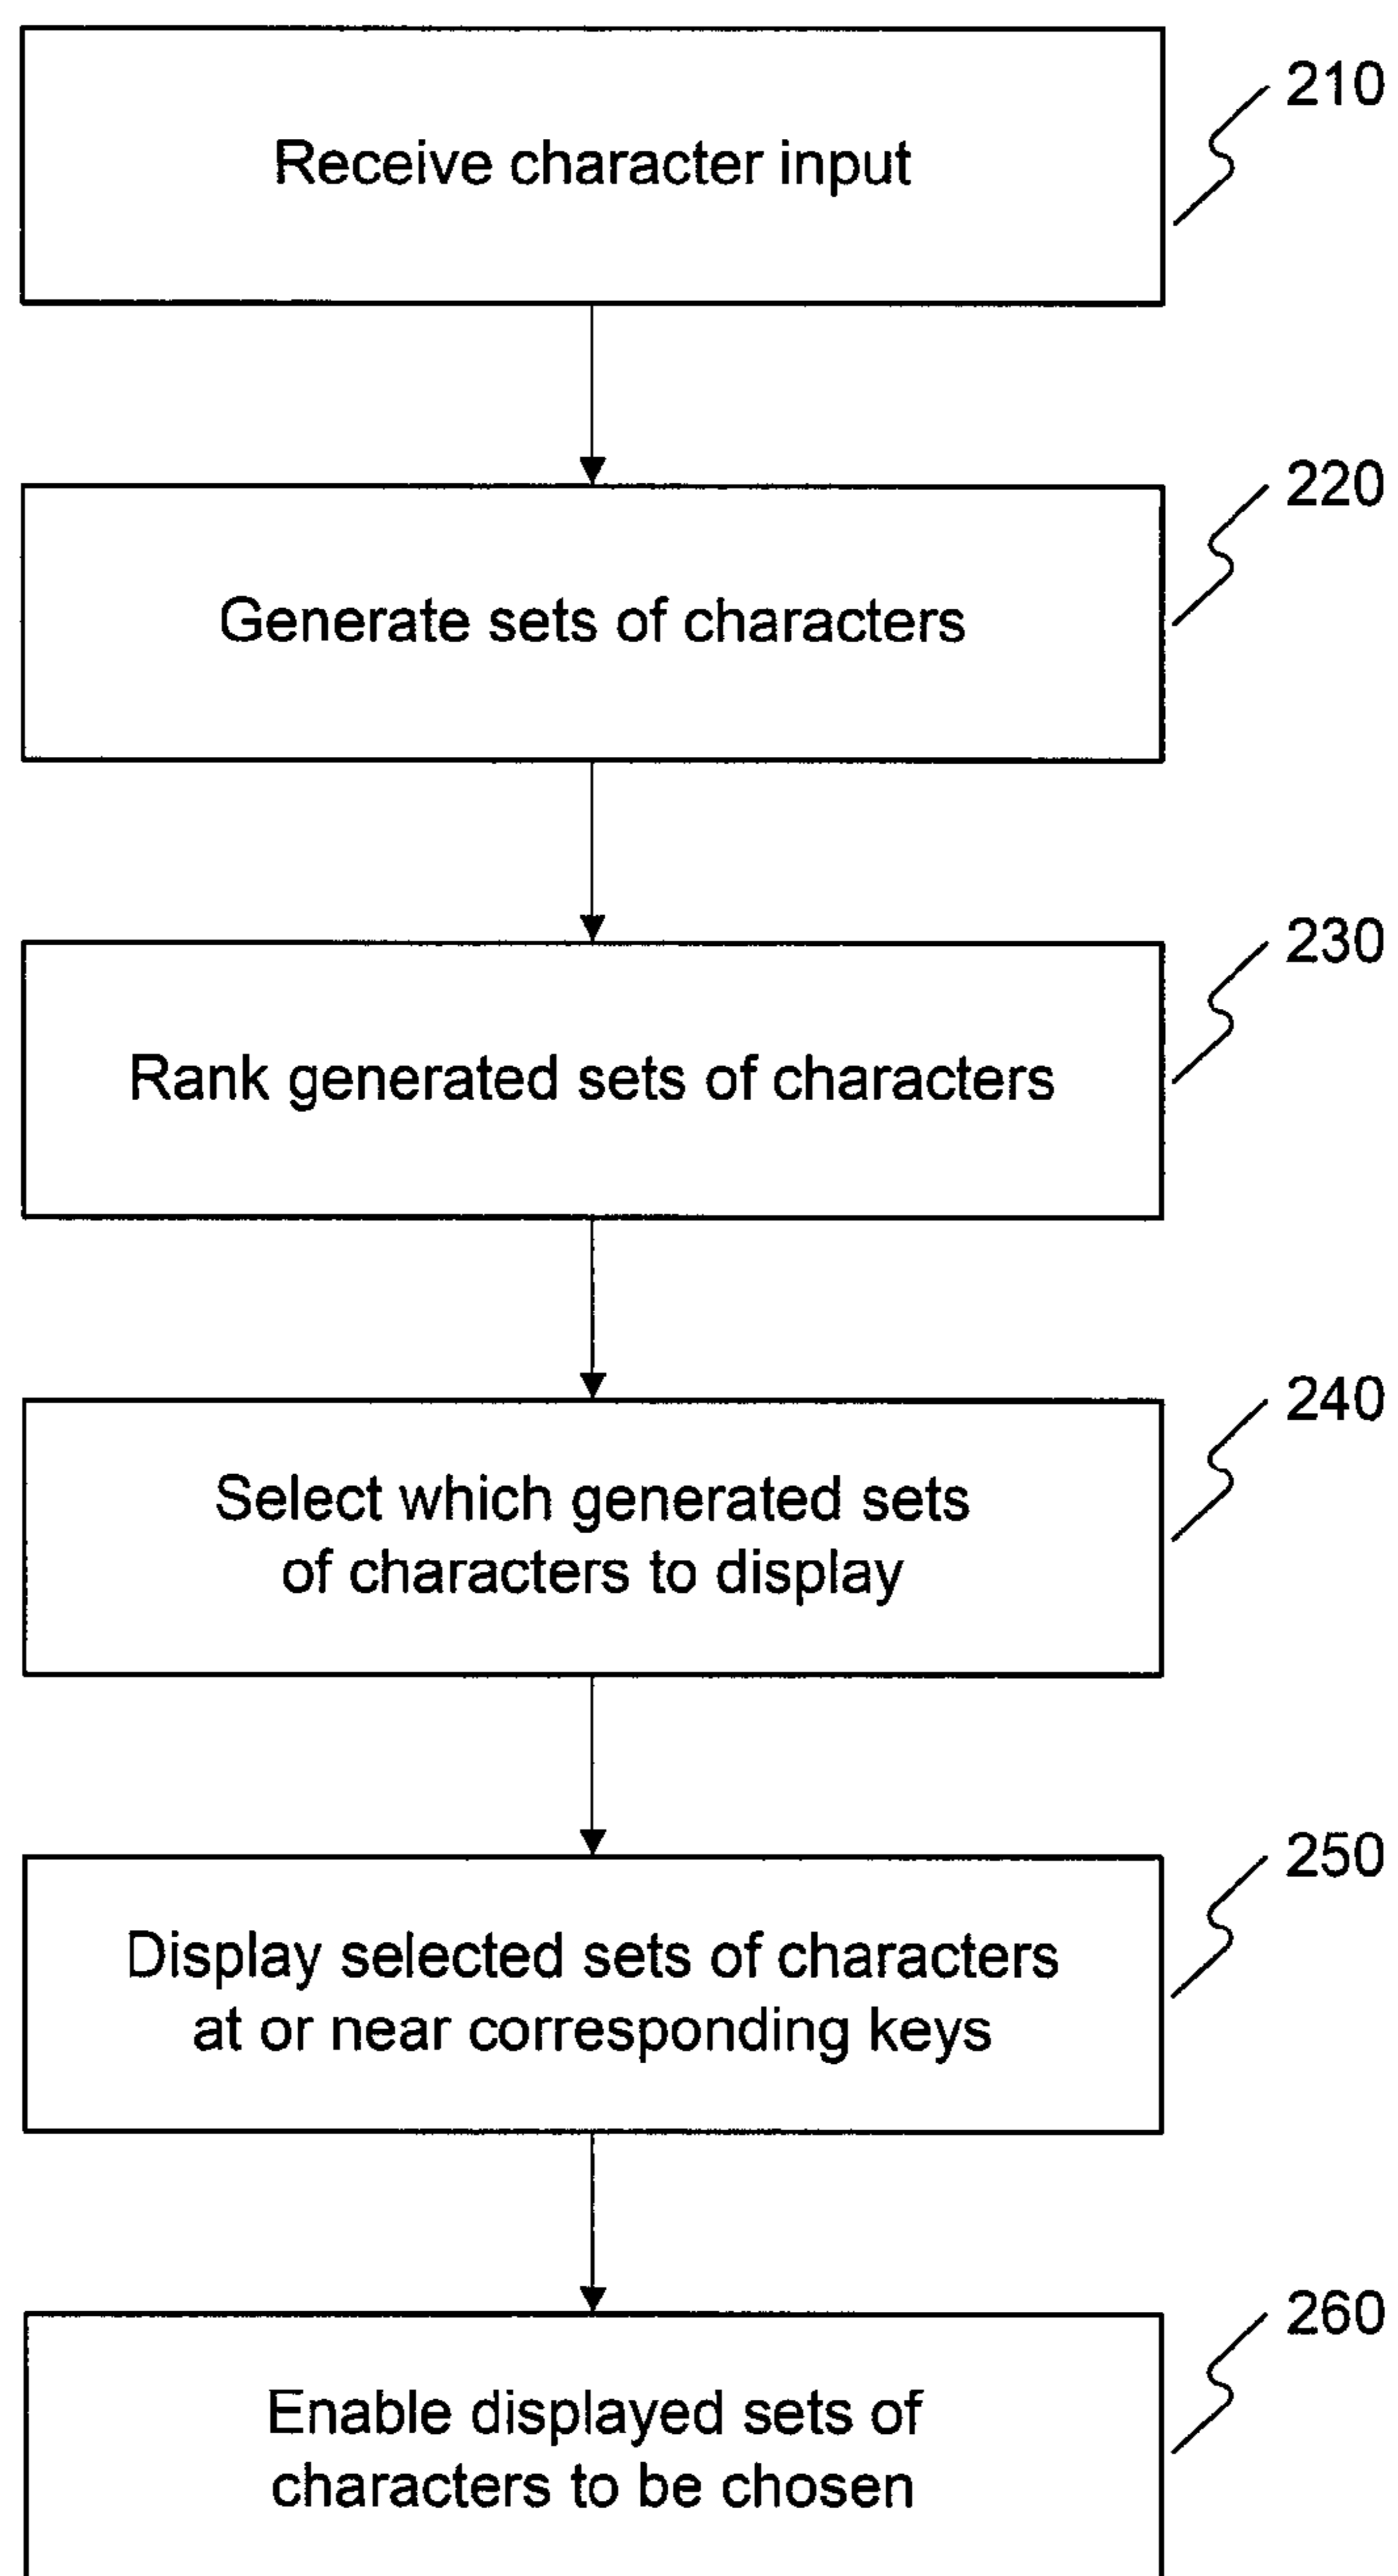 210
Receive character input
220
Generate sets of characters
230
Rank generated sets of characters
240
Select which generated sets
of characters to display
250
Display selected sets of characters
at or near corresponding keys
260
Enable displayed sets of
characters to be chosen